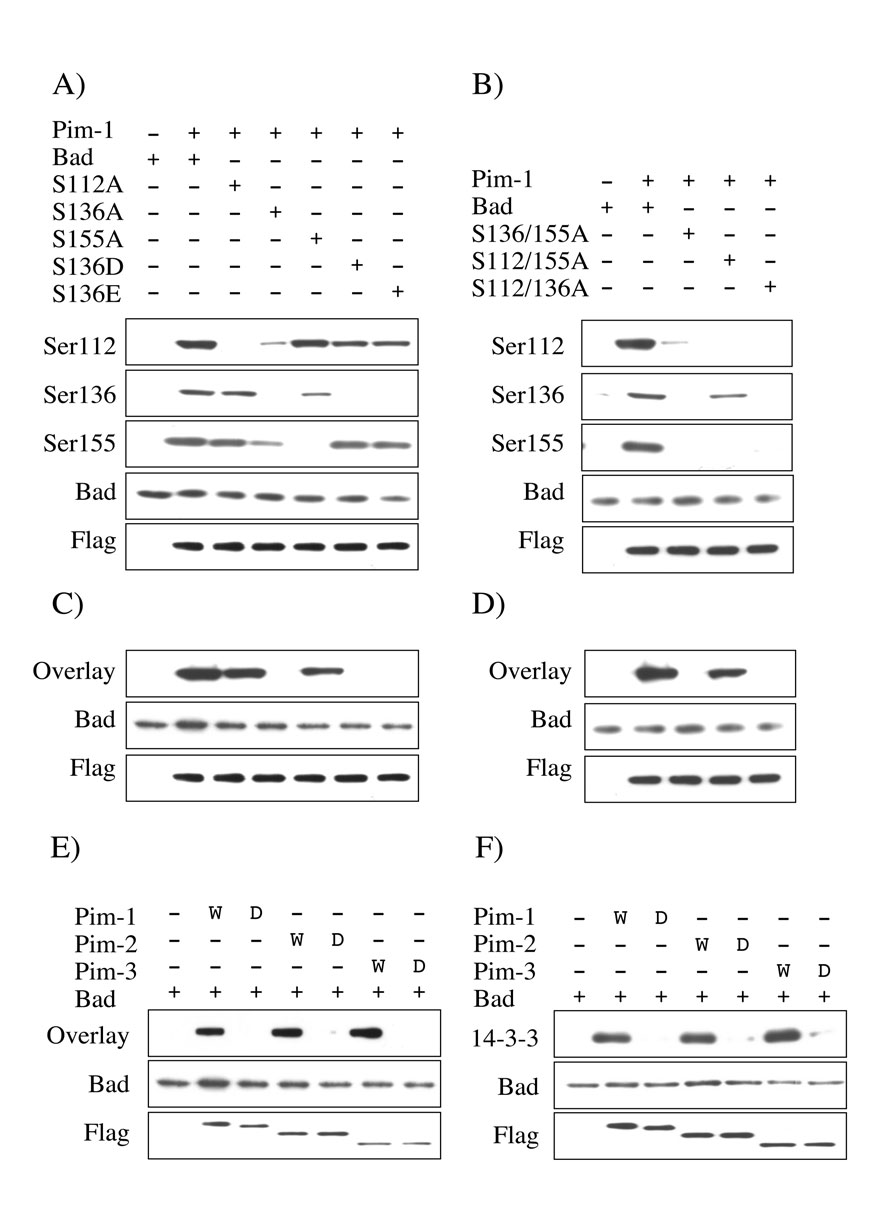 A)
Pim-1 – + + + + + +
Bad + + – – – – –
S112A – – + – – – –
S136A – – – + – – –
S155A – – – – + – –
S136D – – – – – + –
S136E – – – – – – +
Ser112
Ser136
Ser155
Bad
Flag
B)
Pim-1 – + + + +
Bad + + – – –
S136/155A – – + – –
S112/155A – – – + –
S112/136A – – – – +
Ser112
Ser136
Ser155
Bad
Flag
C)
Overlay
Bad
Flag
D)
Overlay
Bad
Flag
E)
Pim-1 – W D – – – –
Pim-2 – – – W D – –
Pim-3 – – – – – W D
Bad + + + + + + +
Overlay
Bad
Flag
F)
Pim-1 – W D – – – –
Pim-2 – – – W D – –
Pim-3 – – – – – W D
Bad + + + + + + +
14-3-3
Bad
Flag